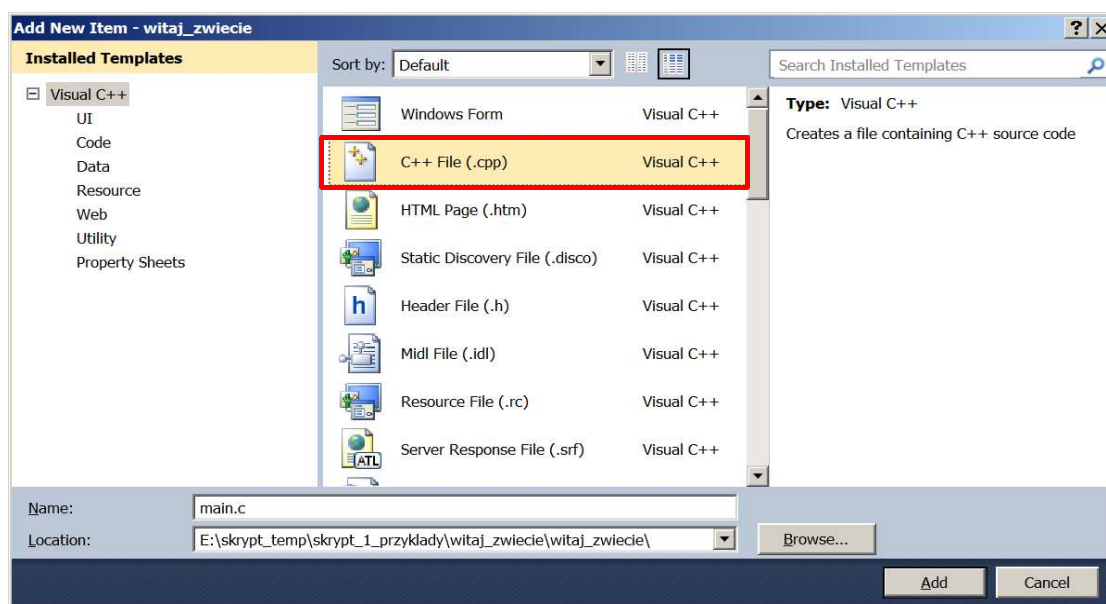 Add New Item - witaj_zwiecie
Installed Templates
Visual C++
UI
Code
Data
Resource
Web
Utility
Property Sheets
Sort by: Default
Windows Form Visual C++
C++ File (.cpp) Visual C++
HTML Page (.htm) Visual C++
Static Discovery File (.disco) Visual C++
h Header File (.h) Visual C++
Midl File (.idl) Visual C++
Resource File (.rc) Visual C++
ATL Server Response File (.srf) Visual C++
Search Installed Templates
Type: Visual C++
Creates a file containing C++ source code
Name: main.c
Location: E:\skrypt_temp\skrypt_1_przyklady\witaj_zwiecie\witaj_zwiecie\ Browse...
Add Cancel